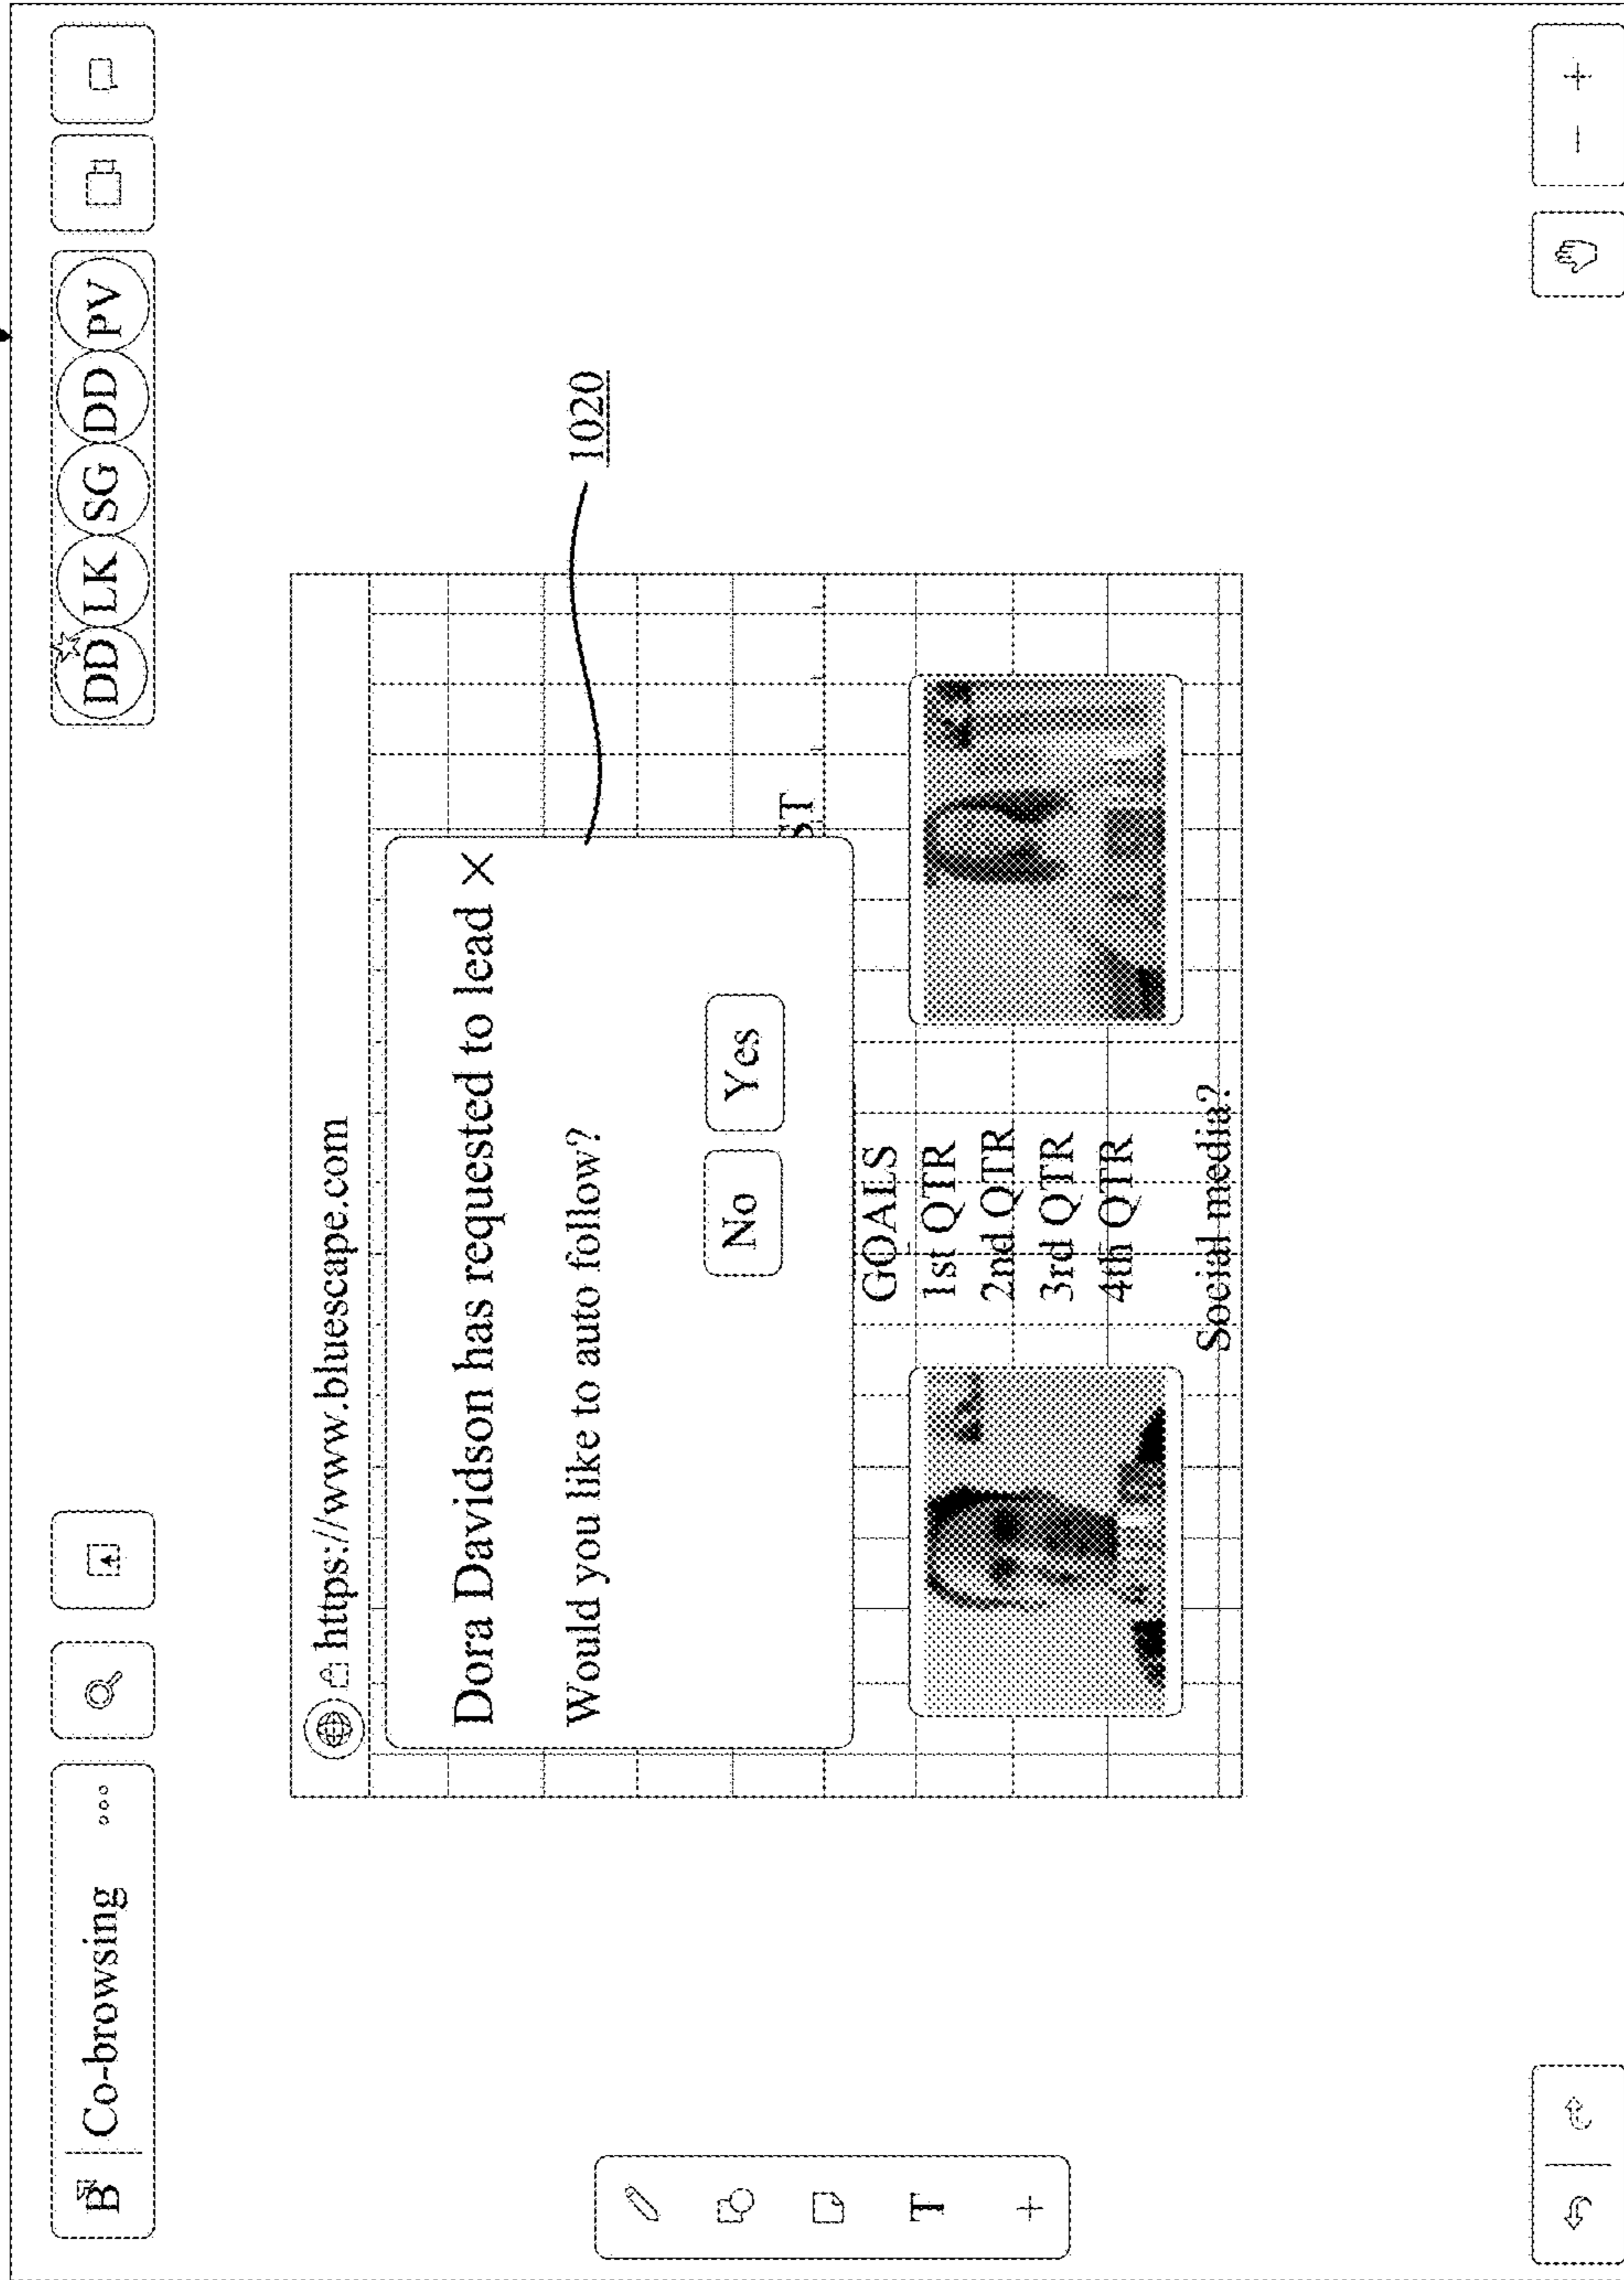 B Co-browsing
DD LK SG DD PV
https://www.bluescape.com
Dora Davidson has requested to lead ×
Would you like to auto follow?
No Yes
1020
ST
GOALS
1st QTR
2nd QTR
3rd QTR
4th QTR
Social media?
T